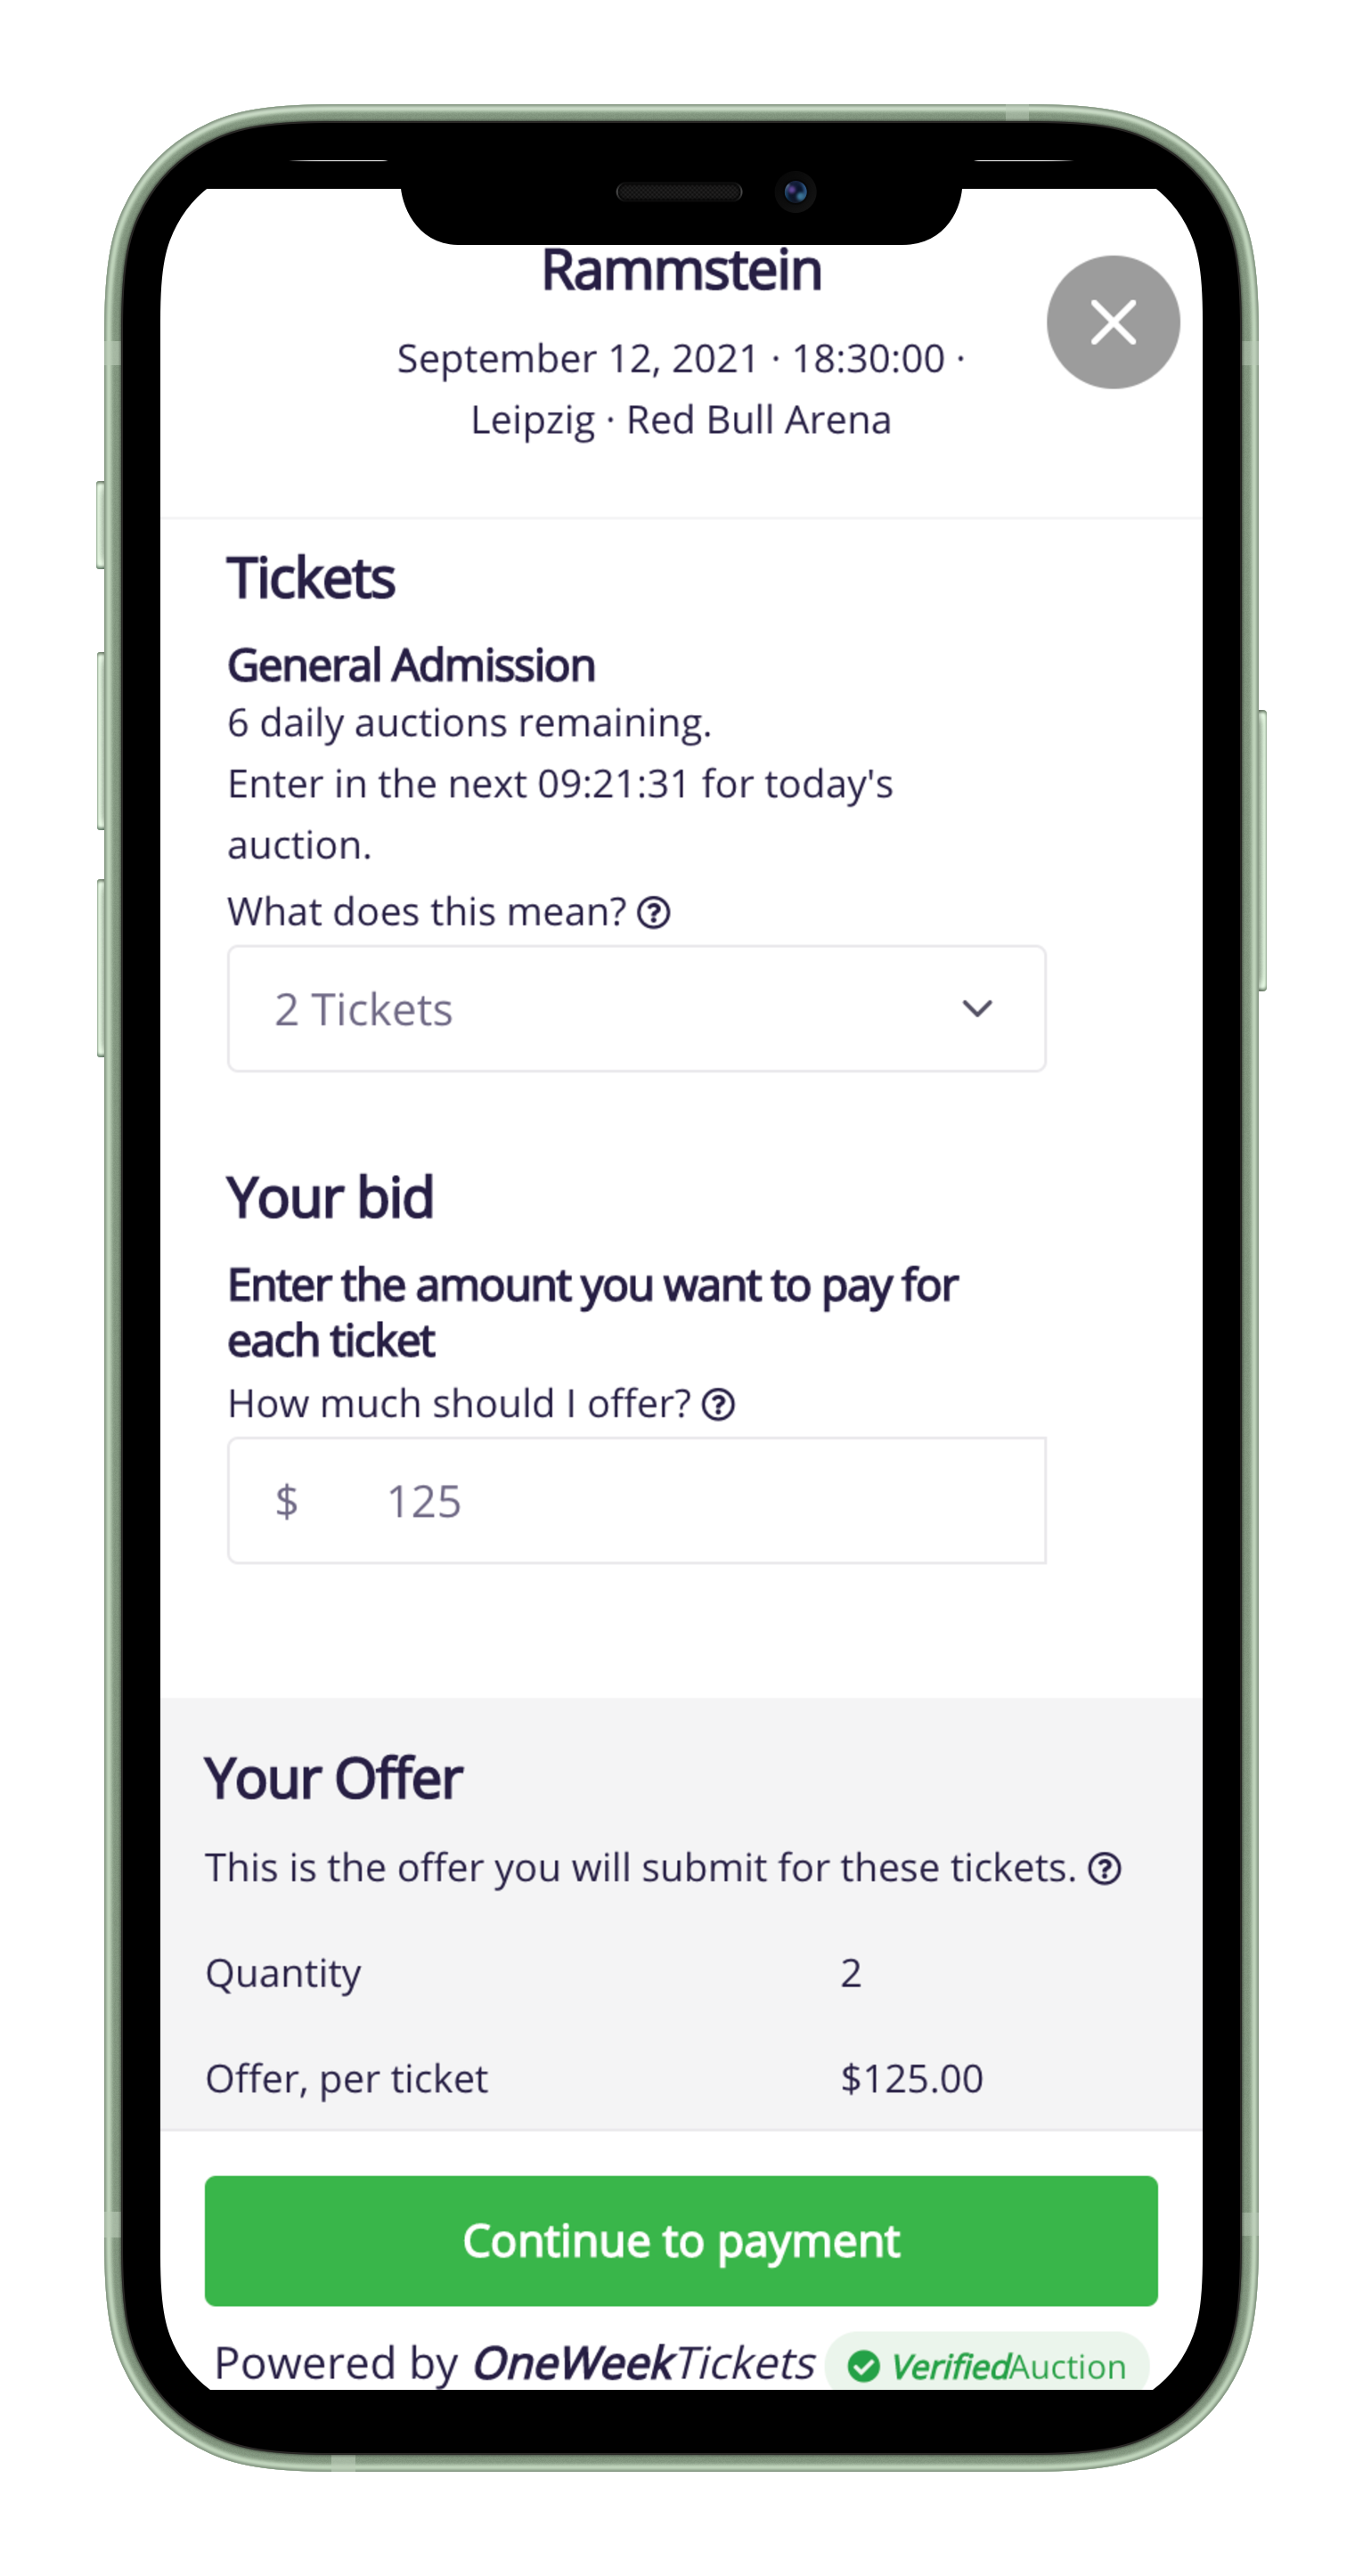 Rammstein
September 12, 2021 · 18:30:00 ·
Leipzig · Red Bull Arena
Tickets
General Admission
6 daily auctions remaining.
Enter in the next 09:21:31 for today's
auction.
What does this mean?
2 Tickets
Your bid
Enter the amount you want to pay for
each ticket
How much should I offer?
$ 125
Your Offer
This is the offer you will submit for these tickets.
Quantity 2
Offer, per ticket $125.00
Continue to payment
Powered by OneWeekTickets VerifiedAuction